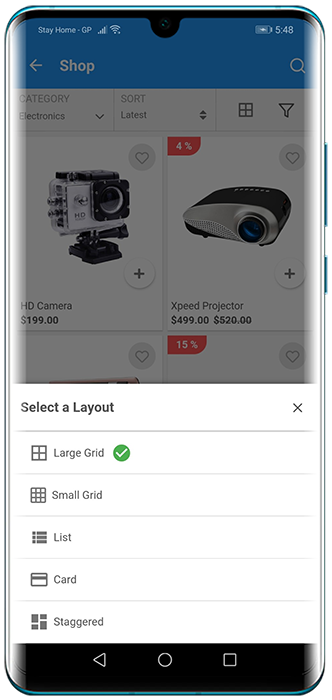 Stay Home - GP
5:48
Shop
CATEGORY
SORT
Electronics
Latest
4 %
HD
HD Camera
Xpeed Projector
$199.00
$499.00 $520.00
15 %
Select a Layout
Large Grid
Small Grid
List
Card
Staggered